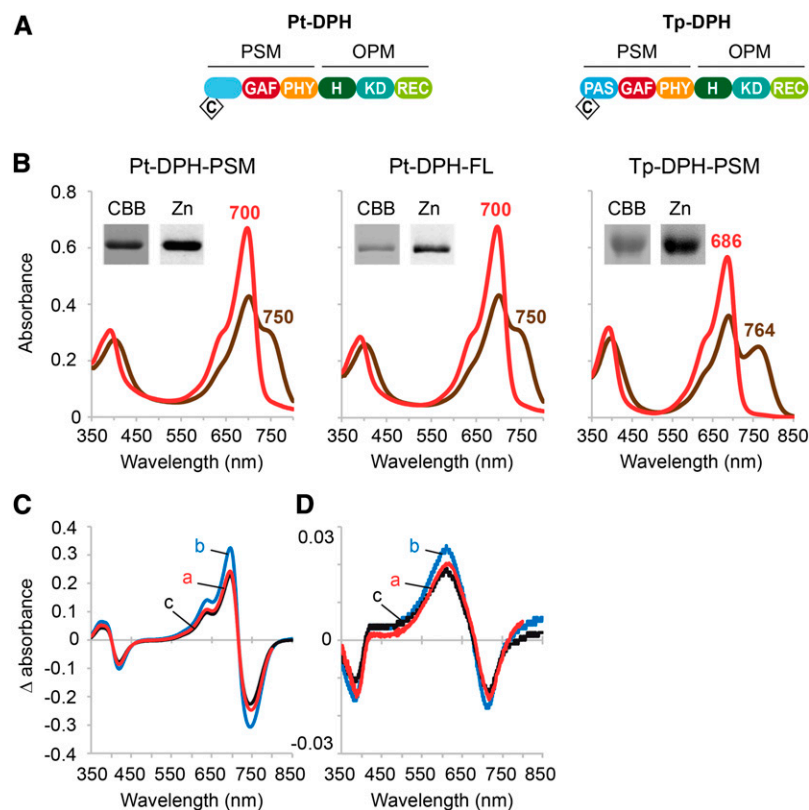 A
Pt-DPH
Tp-DPH
PSM OPM
PSM OPM
GAF PHY H KD REC
C
PAS GAF PHY H KD REC
C
B
Pt-DPH-PSM
Pt-DPH-FL
Tp-DPH-PSM
Absorbance
0.8
0.6
0.4
0.2
0
CBB Zn
700
750
350 450 550 650 750
Wavelength (nm)
CBB Zn
700
750
350 450 550 650 750
Wavelength (nm)
CBB Zn
686
764
350 450 550 650 750 850
Wavelength (nm)
C
Δ absorbance
0.4
0.3
0.2
0.1
0
-0.1
-0.2
-0.3
-0.4
b
a
c
350 450 550 650 750 850
Wavelength (nm)
D
0.03
0
-0.03
b
a
c
350 450 550 650 750 850
Wavelength (nm)